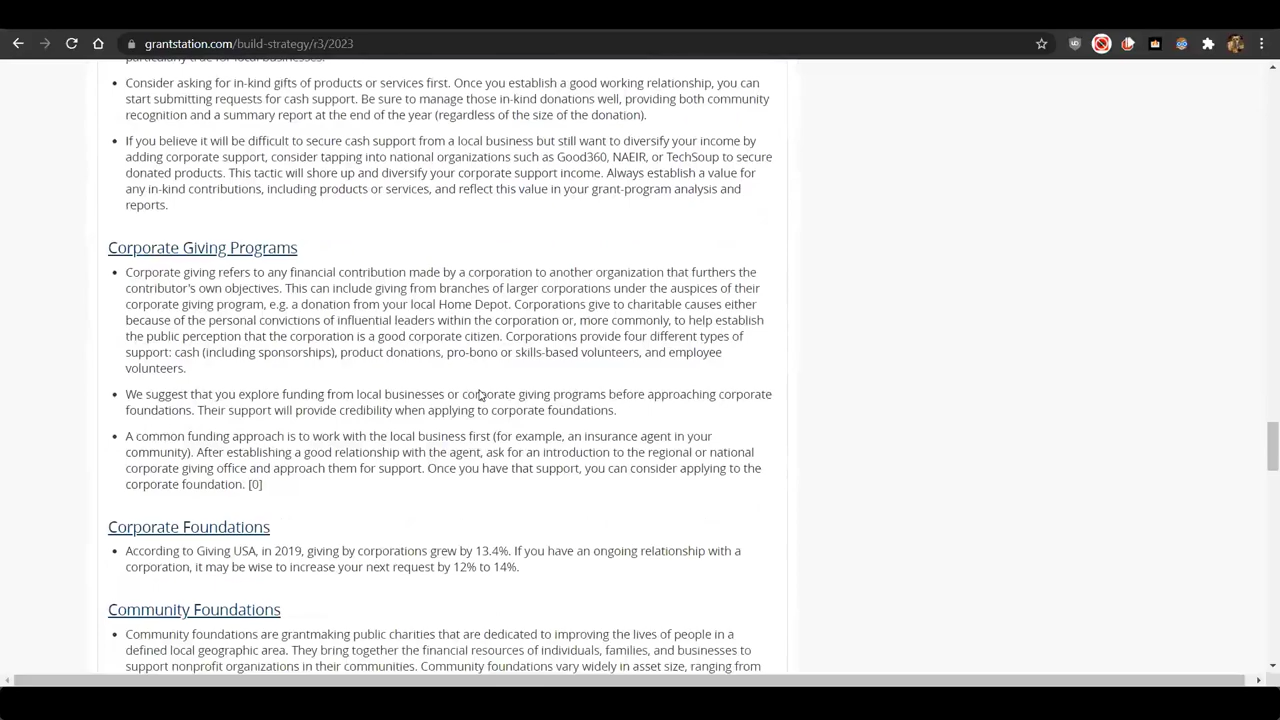 grantstation.com/build-strategy/r3/2023
particularly true for local businesses.
• Consider asking for in-kind gifts of products or services first. Once you establish a good working relationship, you can
start submitting requests for cash support. Be sure to manage those in-kind donations well, providing both community
recognition and a summary report at the end of the year (regardless of the size of the donation).
• If you believe it will be difficult to secure cash support from a local business but still want to diversify your income by
adding corporate support, consider tapping into national organizations such as Good360, NAEIR, or TechSoup to secure
donated products. This tactic will shore up and diversify your corporate support income. Always establish a value for
any in-kind contributions, including products or services, and reflect this value in your grant-program analysis and
reports.
Corporate Giving Programs
• Corporate giving refers to any financial contribution made by a corporation to another organization that furthers the
contributor's own objectives. This can include giving from branches of larger corporations under the auspices of their
corporate giving program, e.g. a donation from your local Home Depot. Corporations give to charitable causes either
because of the personal convictions of influential leaders within the corporation or, more commonly, to help establish
the public perception that the corporation is a good corporate citizen. Corporations provide four different types of
support: cash (including sponsorships), product donations, pro-bono or skills-based volunteers, and employee
volunteers.
• We suggest that you explore funding from local businesses or corporate giving programs before approaching corporate
foundations. Their support will provide credibility when applying to corporate foundations.
• A common funding approach is to work with the local business first (for example, an insurance agent in your
community). After establishing a good relationship with the agent, ask for an introduction to the regional or national
corporate giving office and approach them for support. Once you have that support, you can consider applying to the
corporate foundation. [0]
Corporate Foundations
• According to Giving USA, in 2019, giving by corporations grew by 13.4%. If you have an ongoing relationship with a
corporation, it may be wise to increase your next request by 12% to 14%.
Community Foundations
• Community foundations are grantmaking public charities that are dedicated to improving the lives of people in a
defined local geographic area. They bring together the financial resources of individuals, families, and businesses to
support nonprofit organizations in their communities. Community foundations vary widely in asset size, ranging from